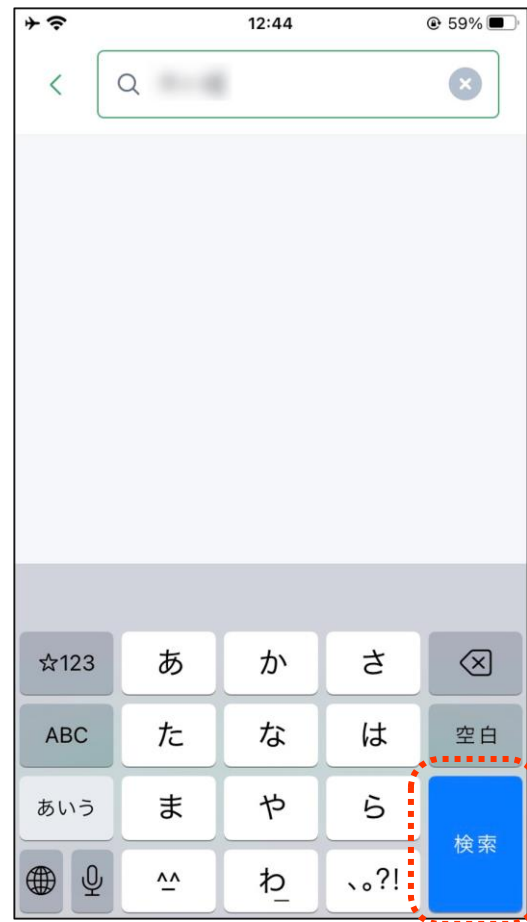 12:44 59%
☆123 あ か さ
ABC た な は 空白
あいう ま や ら 検索
^^ わ 、。?!